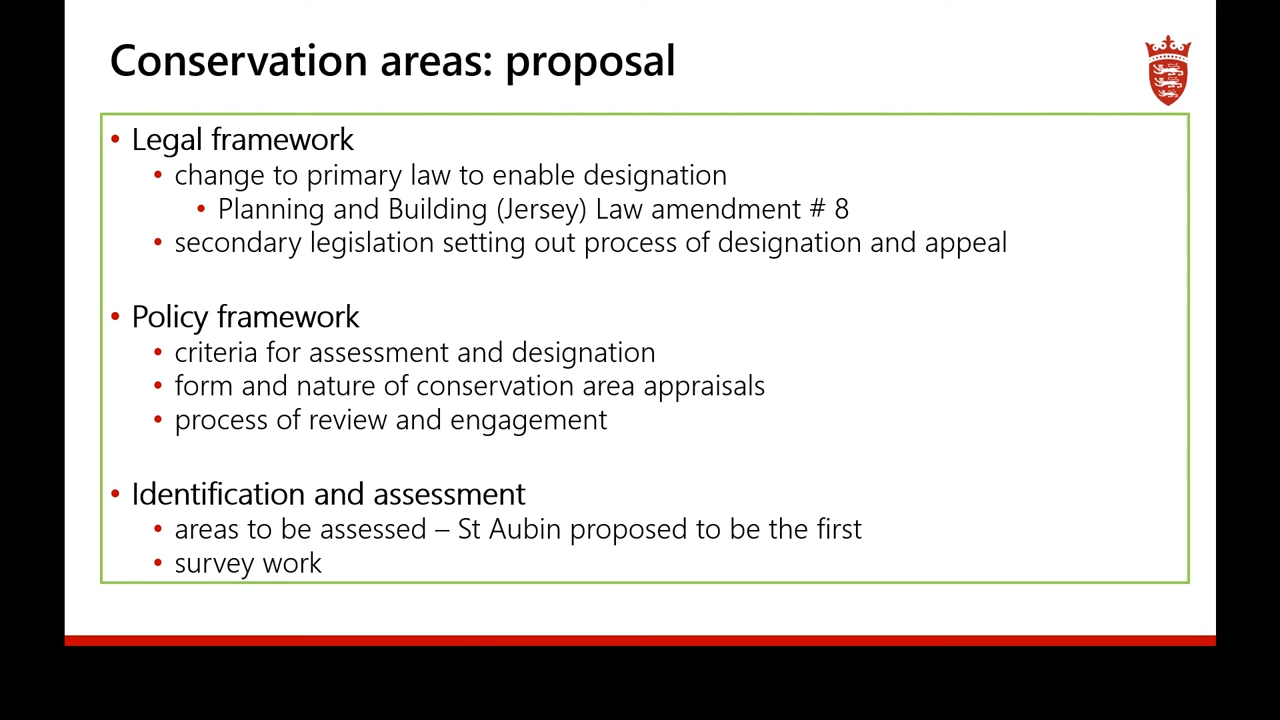 Conservation areas: proposal
• Legal framework
• change to primary law to enable designation
• Planning and Building (Jersey) Law amendment # 8
• secondary legislation setting out process of designation and appeal
• Policy framework
• criteria for assessment and designation
• form and nature of conservation area appraisals
• process of review and engagement
• Identification and assessment
• areas to be assessed – St Aubin proposed to be the first
• survey work